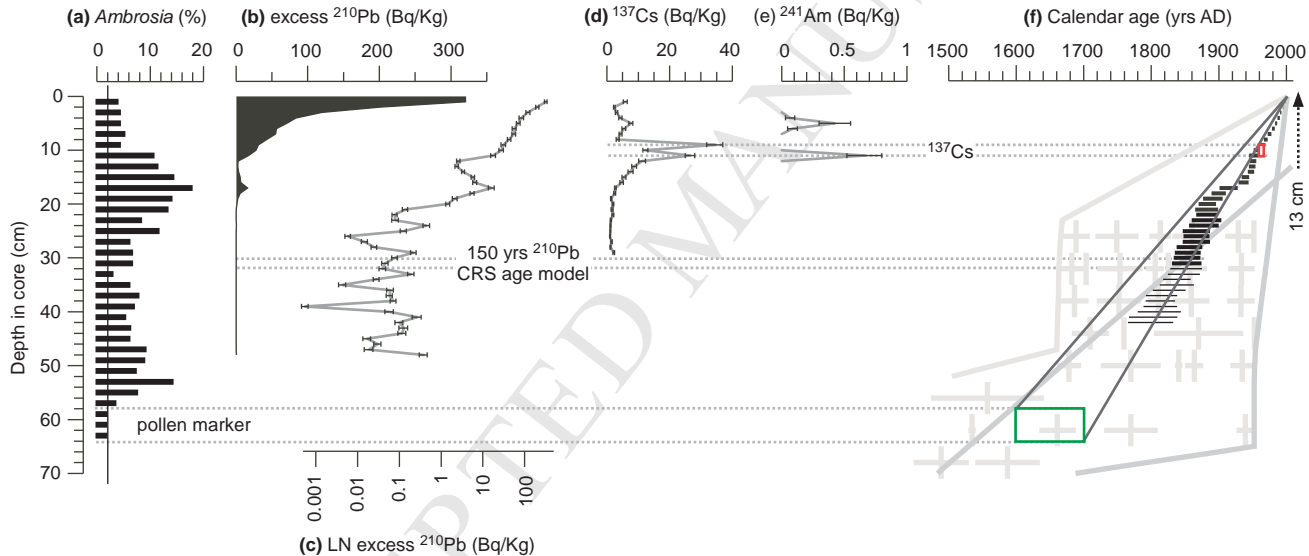 (a) Ambrosia (%)
(b) excess ²¹⁰Pb (Bq/Kg)
(d) ¹³⁷Cs (Bq/Kg)
(e) ²⁴¹Am (Bq/Kg)
(f) Calendar age (yrs AD)
0 10 20
0 100 200 300
0 20 40
0 0.5 1
1500 1600 1700 1800 1900 2000
Depth in core (cm)
0
10
20
30
40
50
60
70
¹³⁷Cs
13 cm
150 yrs ²¹⁰Pb
CRS age model
pollen marker
0.001 0.01 0.1 1 10 100
(c) LN excess ²¹⁰Pb (Bq/Kg)
PTED MANU